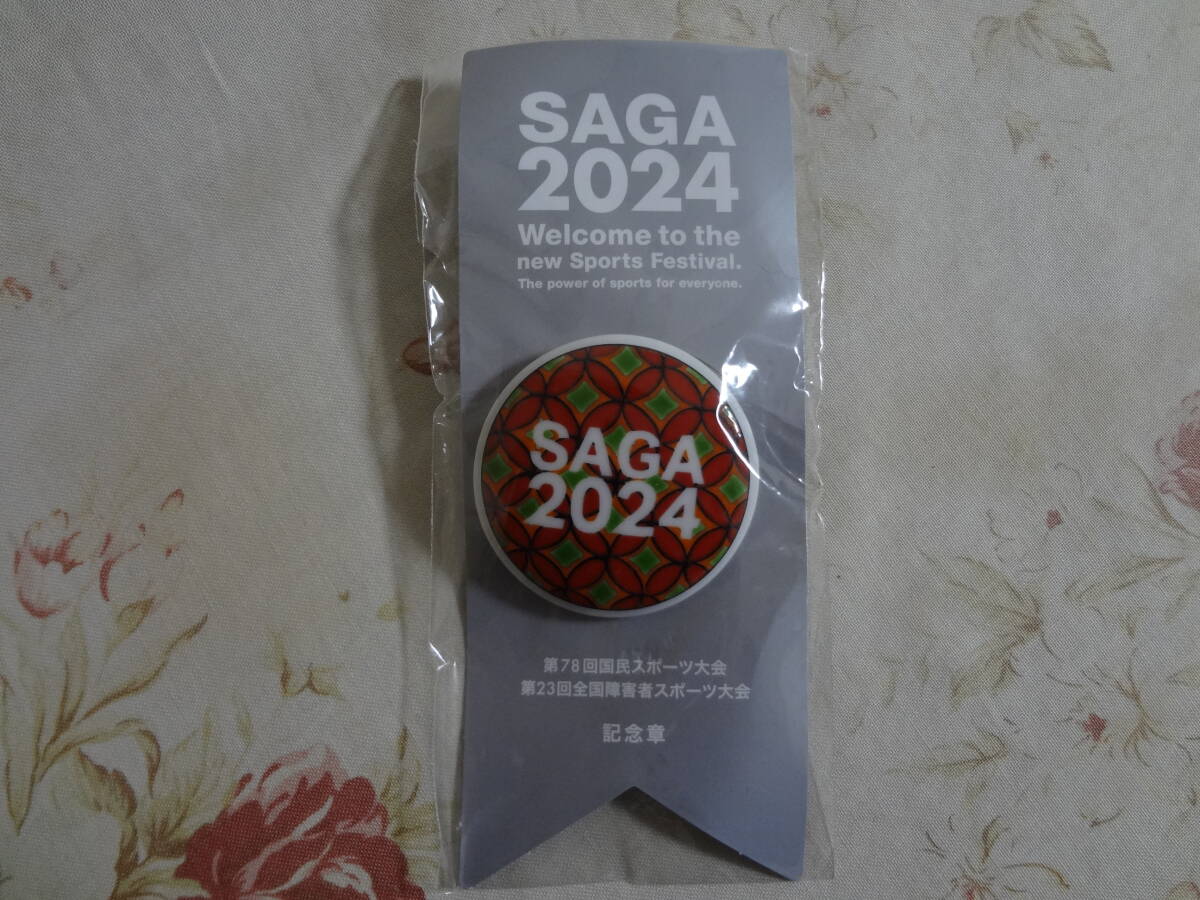 SAGA
2024
Welcome to the
new Sports Festival.
The power of sports for everyone.
SAGA
2024
第78回国民スポーツ大会
第23回全国障害者スポーツ大会
記念章